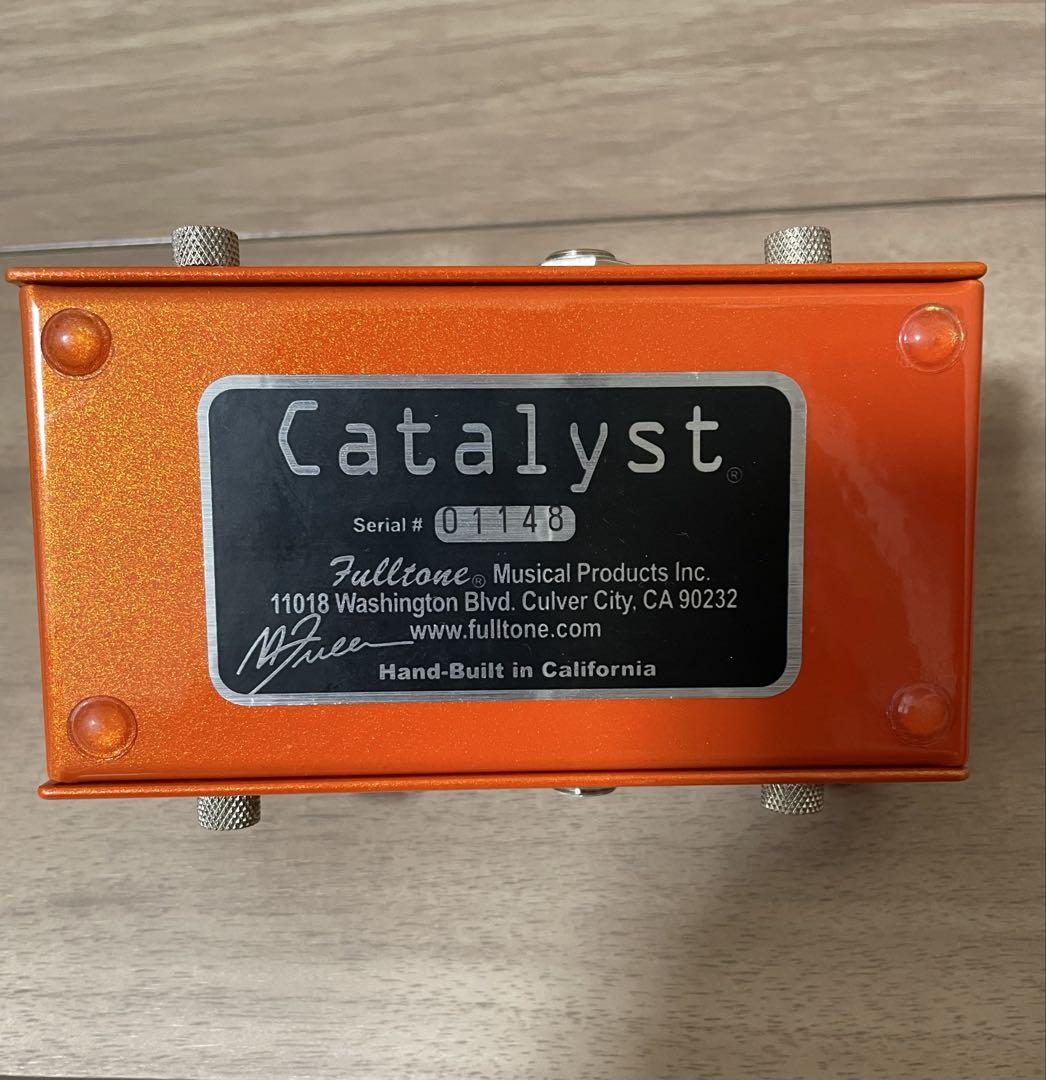 Catalyst®
Serial # 01148
Fulltone® Musical Products Inc.
11018 Washington Blvd. Culver City, CA 90232
MFuller www.fulltone.com
Hand-Built in California